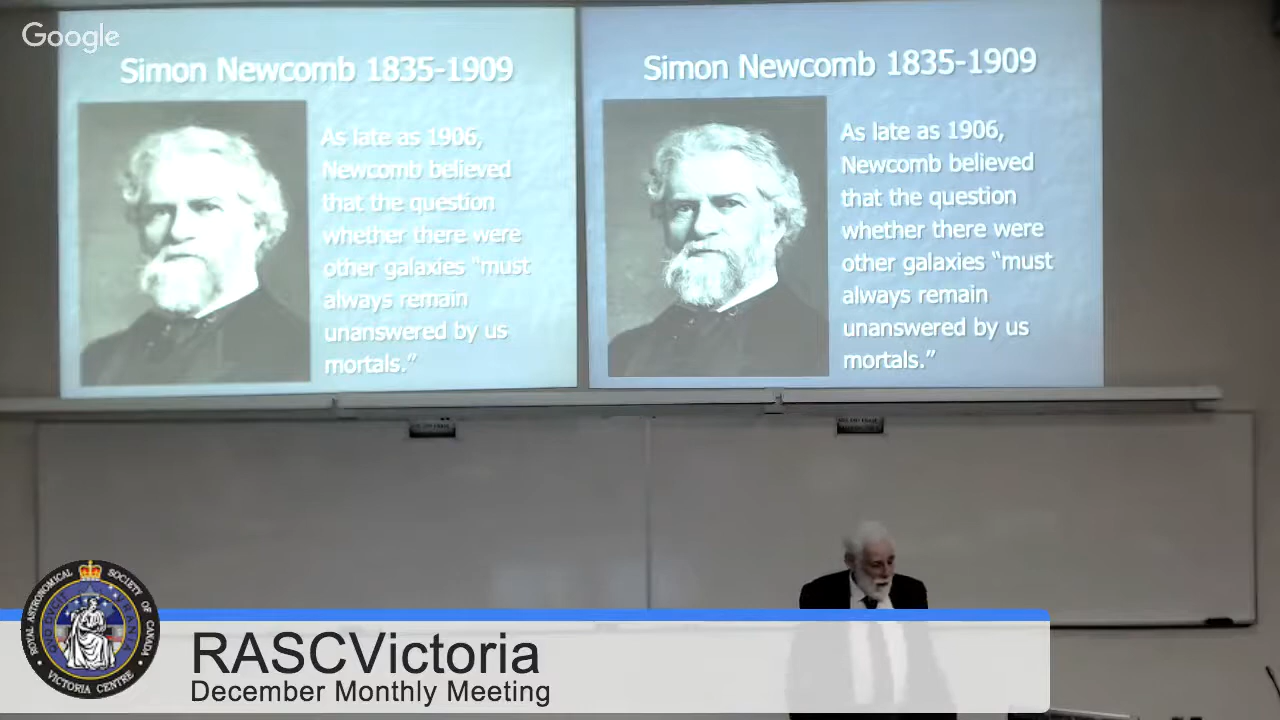 Google
Simon Newcomb 1835-1909
As late as 1906,
Newcomb believed
that the question
whether there were
other galaxies “must
always remain
unanswered by us
mortals.”
Simon Newcomb 1835-1909
As late as 1906,
Newcomb believed
that the question
whether there were
other galaxies “must
always remain
unanswered by us
mortals.”
ROYAL ASTRONOMICAL SOCIETY OF CANADA
VICTORIA CENTRE
RASCVictoria
December Monthly Meeting